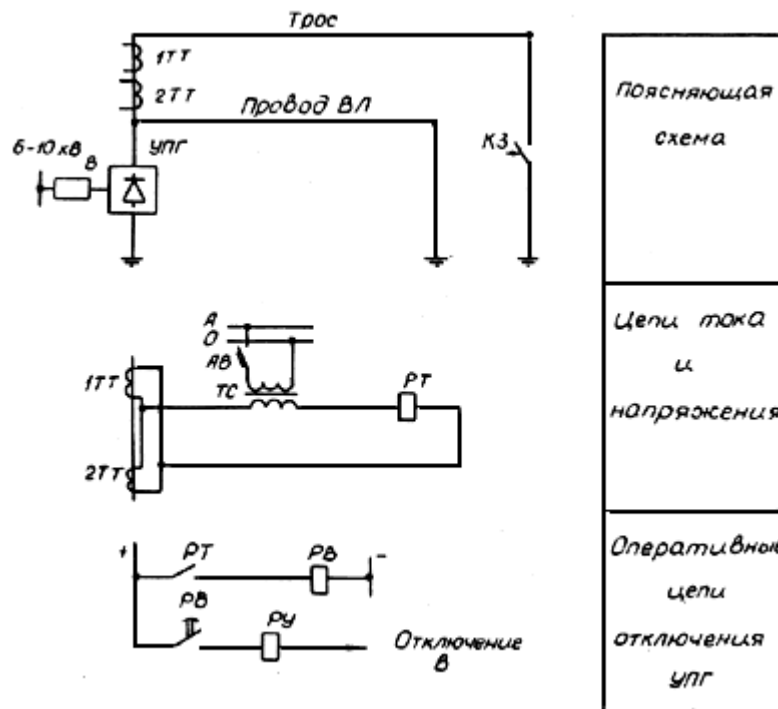 Трос
1ТТ
2ТТ
Провод ВЛ
6-10 кВ
В
УПГ
КЗ
Поясняющая
схема
А
О
АВ
1ТТ
ТС
РТ
2ТТ
Цепи тока
и
напряжения
+
РТ
РВ
-
РВ
РУ
Отключение
В
Оперативные
цепи
отключения
УПГ